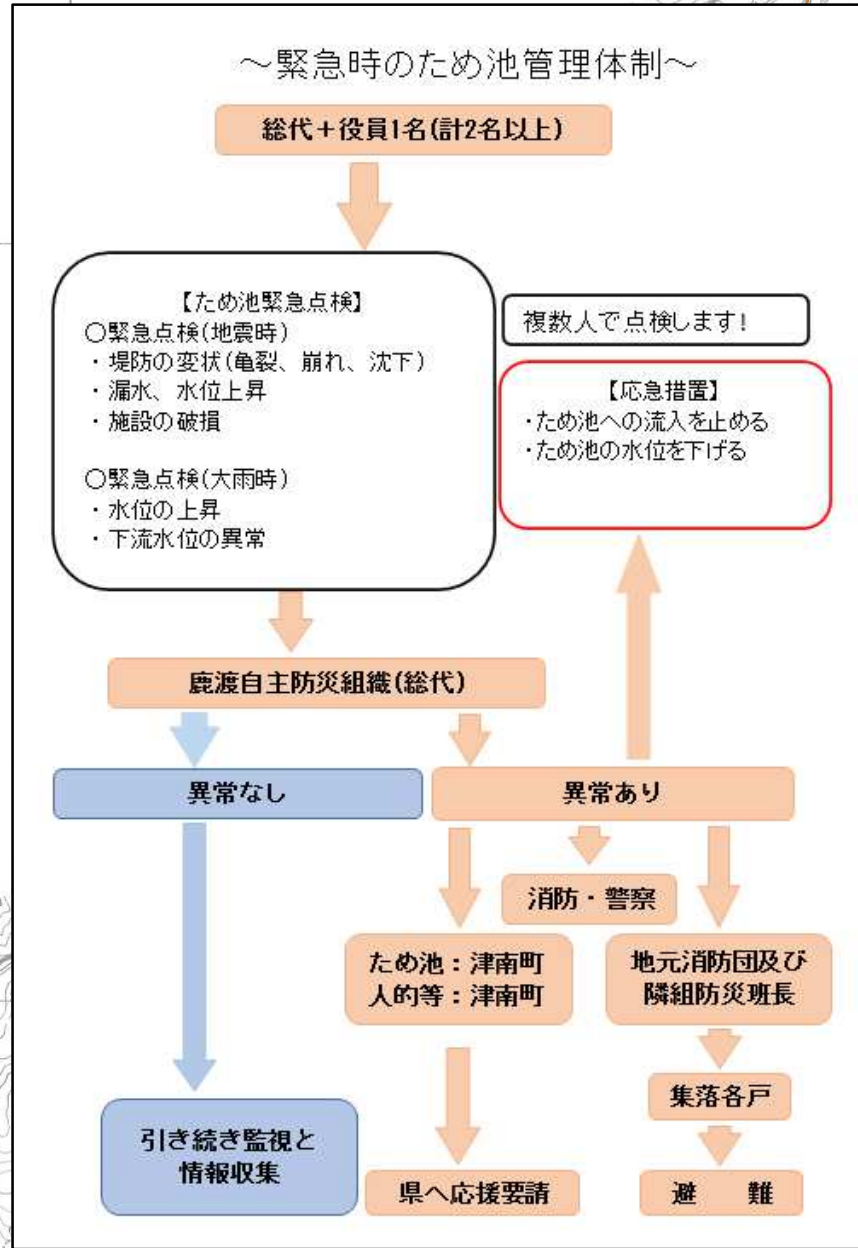 ～緊急時のため池管理体制～
総代＋役員1名(計2名以上)
【ため池緊急点検】
〇緊急点検(地震時)
・堤防の変状(亀裂、崩れ、沈下)
・漏水、水位上昇
・施設の破損
〇緊急点検(大雨時)
・水位の上昇
・下流水位の異常
複数人で点検します!
【応急措置】
・ため池への流入を止める
・ため池の水位を下げる
鹿渡自主防災組織(総代)
異常なし
異常あり
消防・警察
ため池：津南町
人的等：津南町
地元消防団及び
隣組防災班長
集落各戸
引き続き監視と
情報収集
県へ応援要請
避　難